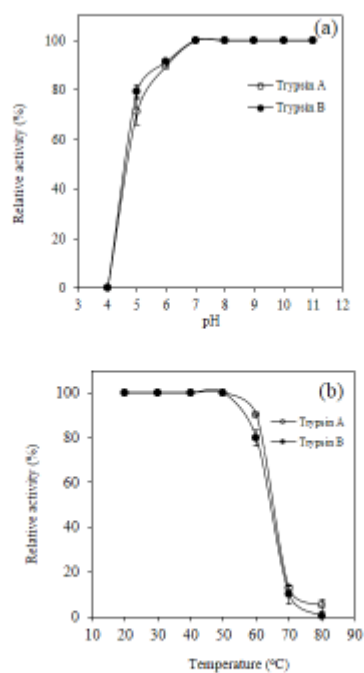 (a)
100
80
60
40
20
0
Relative activity (%)
Trypsin A
Trypsin B
3 4 5 6 7 8 9 10 11 12
pH
(b)
100
80
60
40
20
0
Relative activity (%)
Trypsin A
Trypsin B
10 20 30 40 50 60 70 80 90
Temperature (°C)